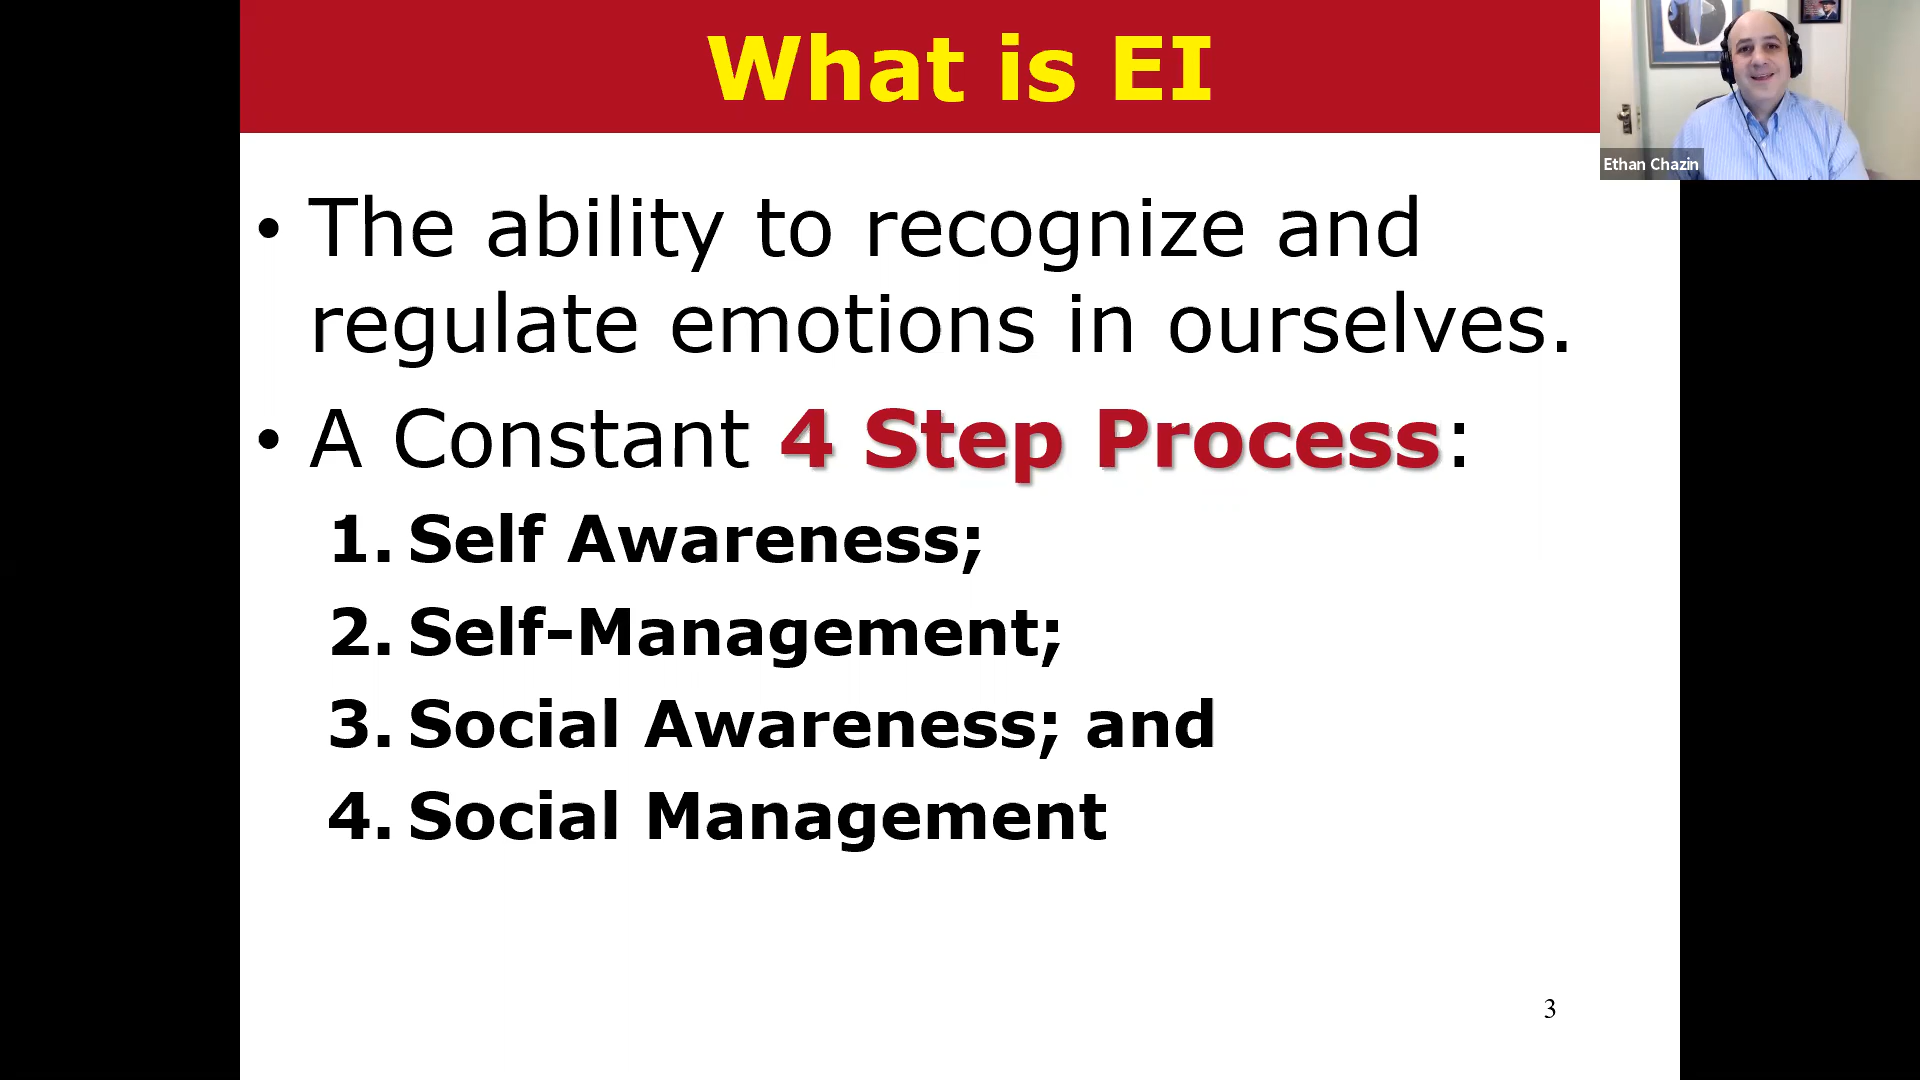 What is EI
Ethan Chazin
• The ability to recognize and
regulate emotions in ourselves.
• A Constant 4 Step Process:
1. Self Awareness;
2. Self-Management;
3. Social Awareness; and
4. Social Management
3